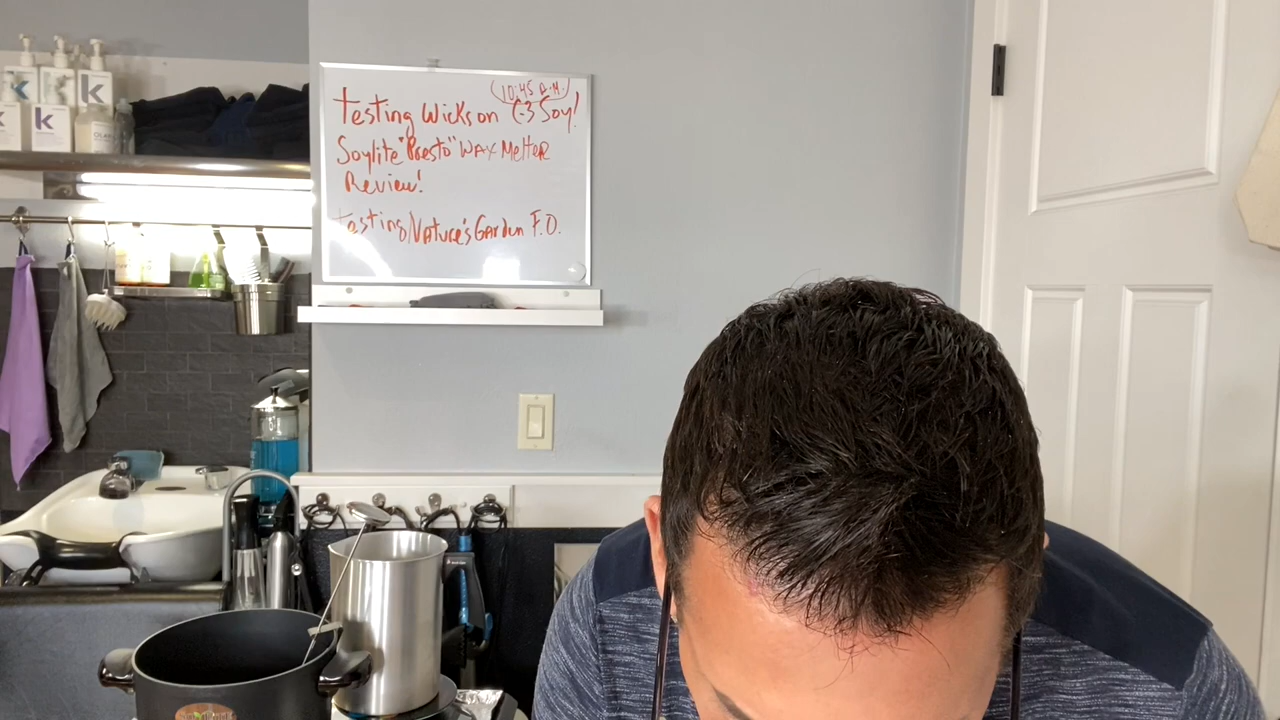 (10:45 A.M.)
Testing Wicks on C-3 Soy!
Soylite "Presto" Wax Melter
Review!
Testing Nature's Garden F.O.
K
K
K